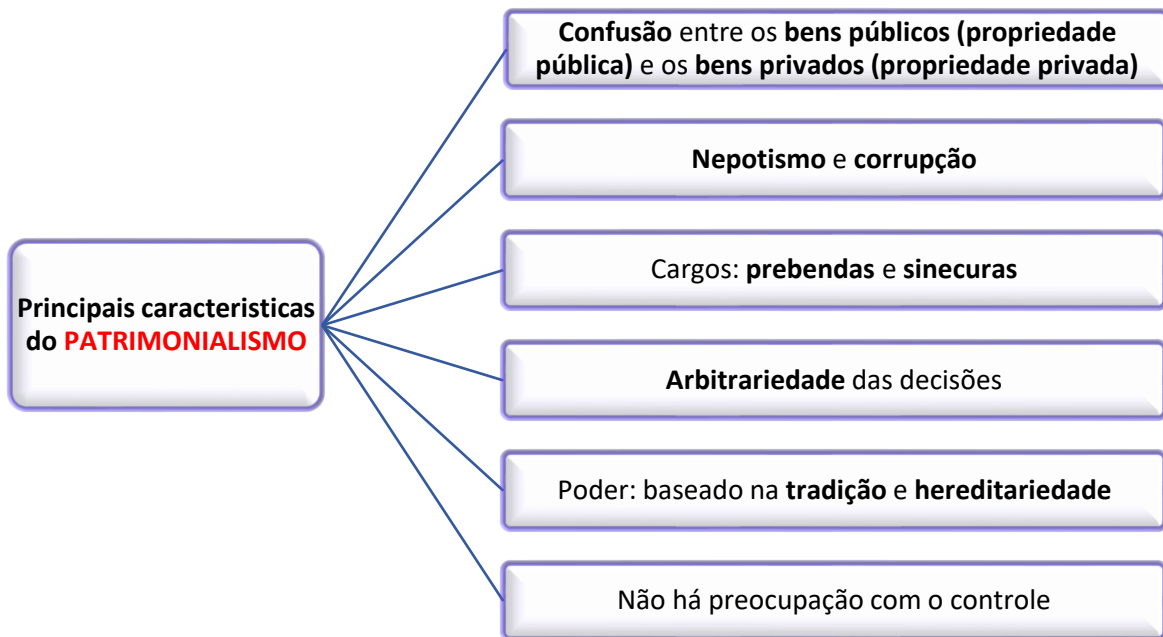 Confusão entre os bens públicos (propriedade
pública) e os bens privados (propriedade privada)
Nepotismo e corrupção
Cargos: prebendas e sinecuras
Principais caracteristicas
do PATRIMONIALISMO
Arbitrariedade das decisões
Poder: baseado na tradição e hereditariedade
Não há preocupação com o controle